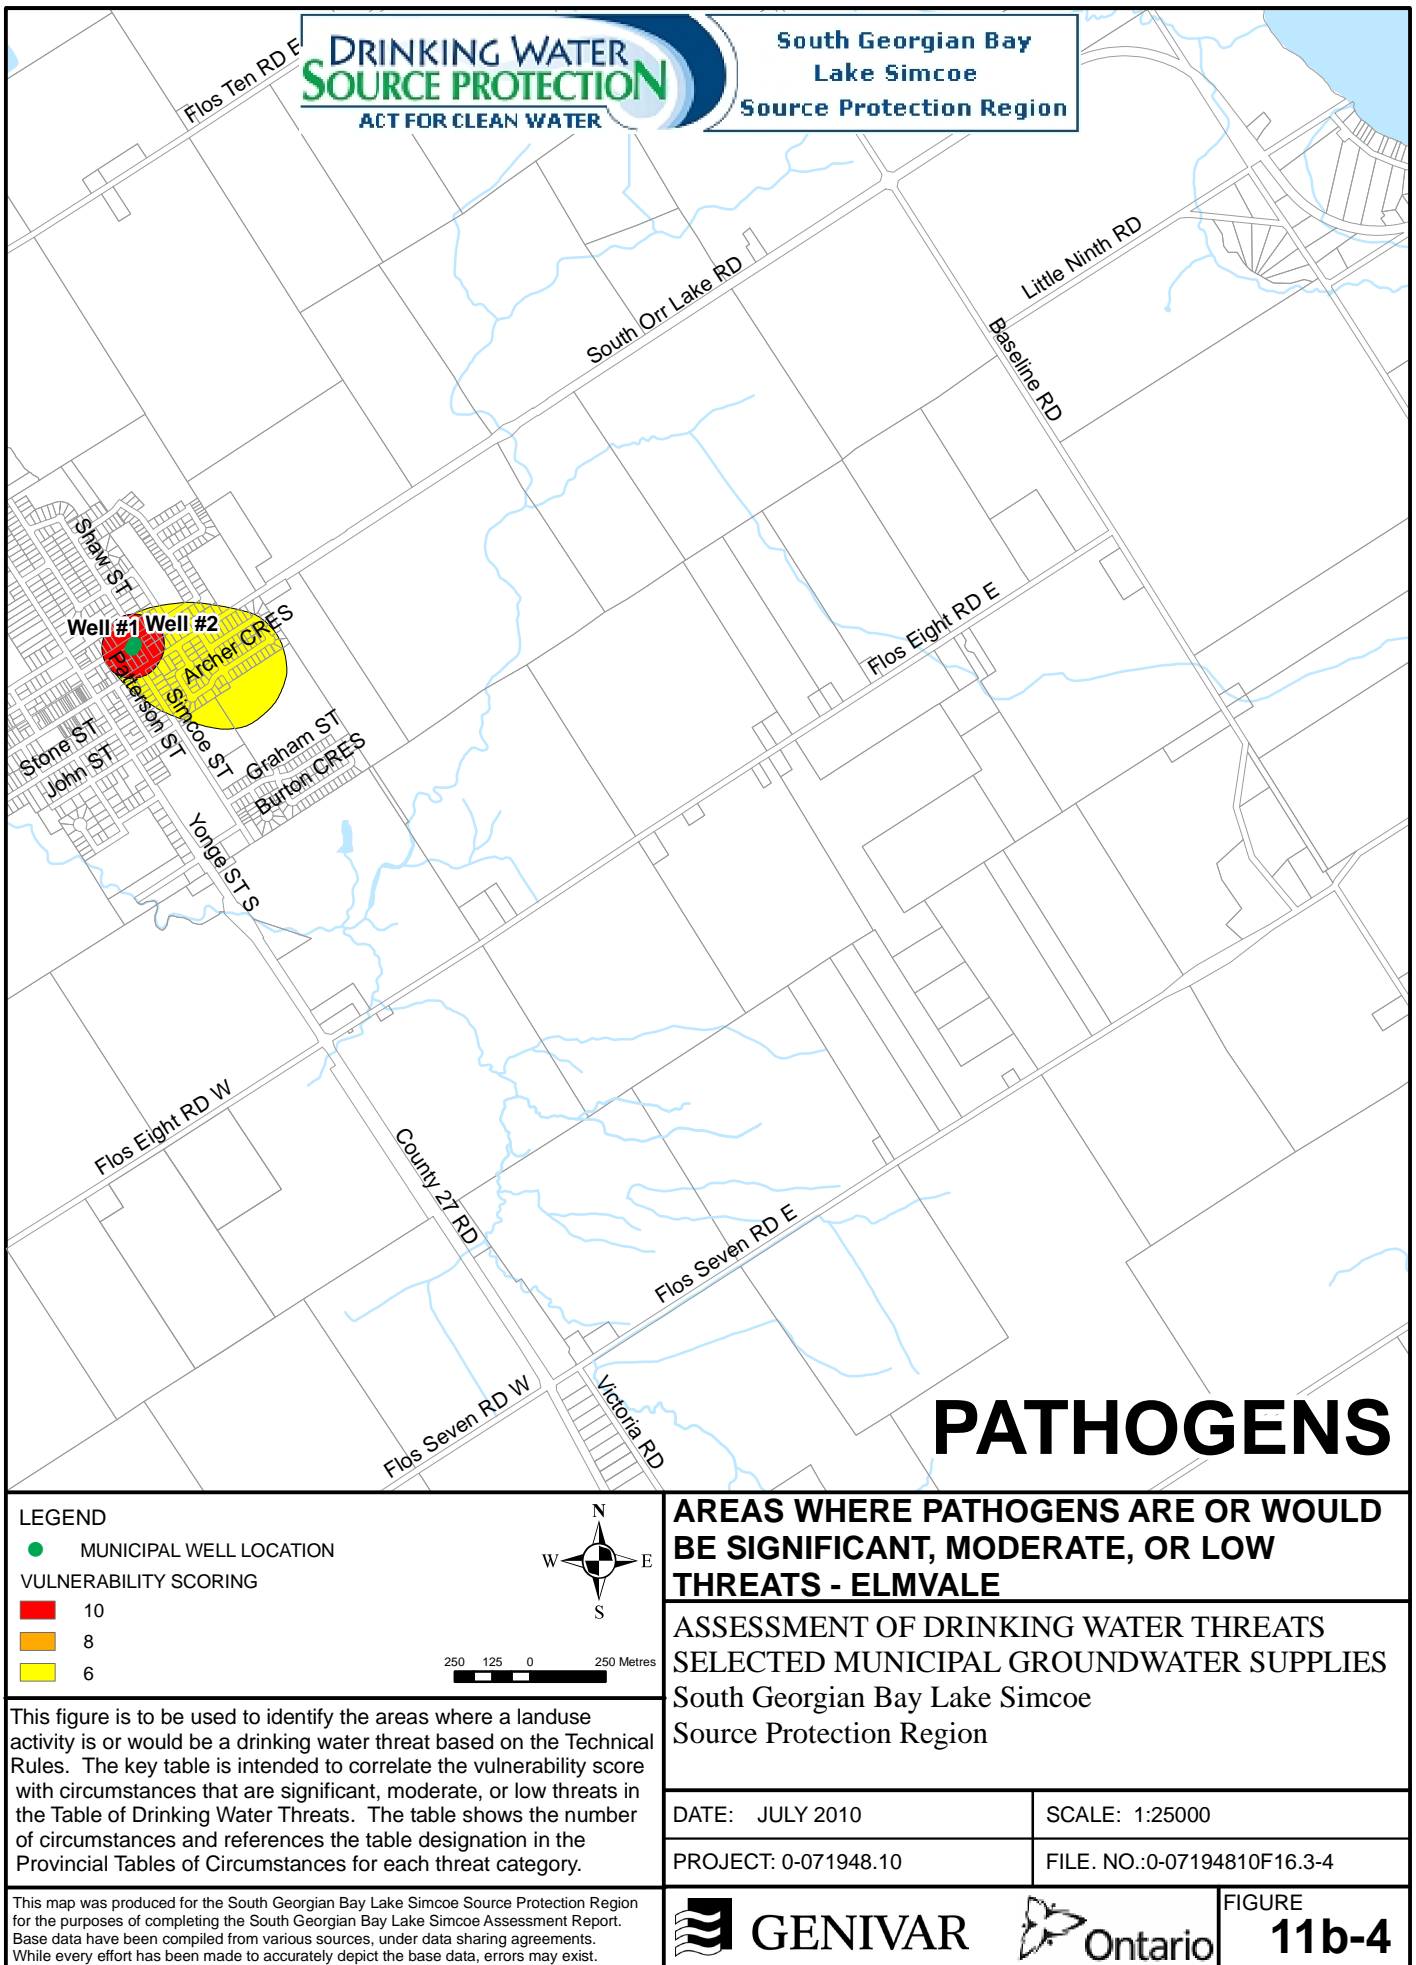 DRINKING WATER
SOURCE PROTECTION
ACT FOR CLEAN WATER
South Georgian Bay
Lake Simcoe
Source Protection Region
Flos Ten RD E
South Orr Lake RD
Little Ninth RD
Baseline RD
Shaw ST
Well #1
Well #2
Archer CRES
Patterson ST
Simcoe ST
Stone ST
John ST
Graham ST
Burton CRES
Yonge ST S
Flos Eight RD E
Flos Eight RD W
County 27 RD
Flos Seven RD E
Flos Seven RD W
Victoria RD
PATHOGENS
LEGEND
MUNICIPAL WELL LOCATION
VULNERABILITY SCORING
10
8
6
N
W
E
S
250 125 0 250 Metres
This figure is to be used to identify the areas where a landuse
activity is or would be a drinking water threat based on the Technical
Rules. The key table is intended to correlate the vulnerability score
with circumstances that are significant, moderate, or low threats in
the Table of Drinking Water Threats. The table shows the number
of circumstances and references the table designation in the
Provincial Tables of Circumstances for each threat category.
This map was produced for the South Georgian Bay Lake Simcoe Source Protection Region
for the purposes of completing the South Georgian Bay Lake Simcoe Assessment Report.
Base data have been compiled from various sources, under data sharing agreements.
While every effort has been made to accurately depict the base data, errors may exist.
AREAS WHERE PATHOGENS ARE OR WOULD
BE SIGNIFICANT, MODERATE, OR LOW
THREATS - ELMVALE
ASSESSMENT OF DRINKING WATER THREATS
SELECTED MUNICIPAL GROUNDWATER SUPPLIES
South Georgian Bay Lake Simcoe
Source Protection Region
DATE: JULY 2010
SCALE: 1:25000
PROJECT: 0-071948.10
FILE. NO.:0-07194810F16.3-4
GENIVAR
Ontario
FIGURE
11b-4